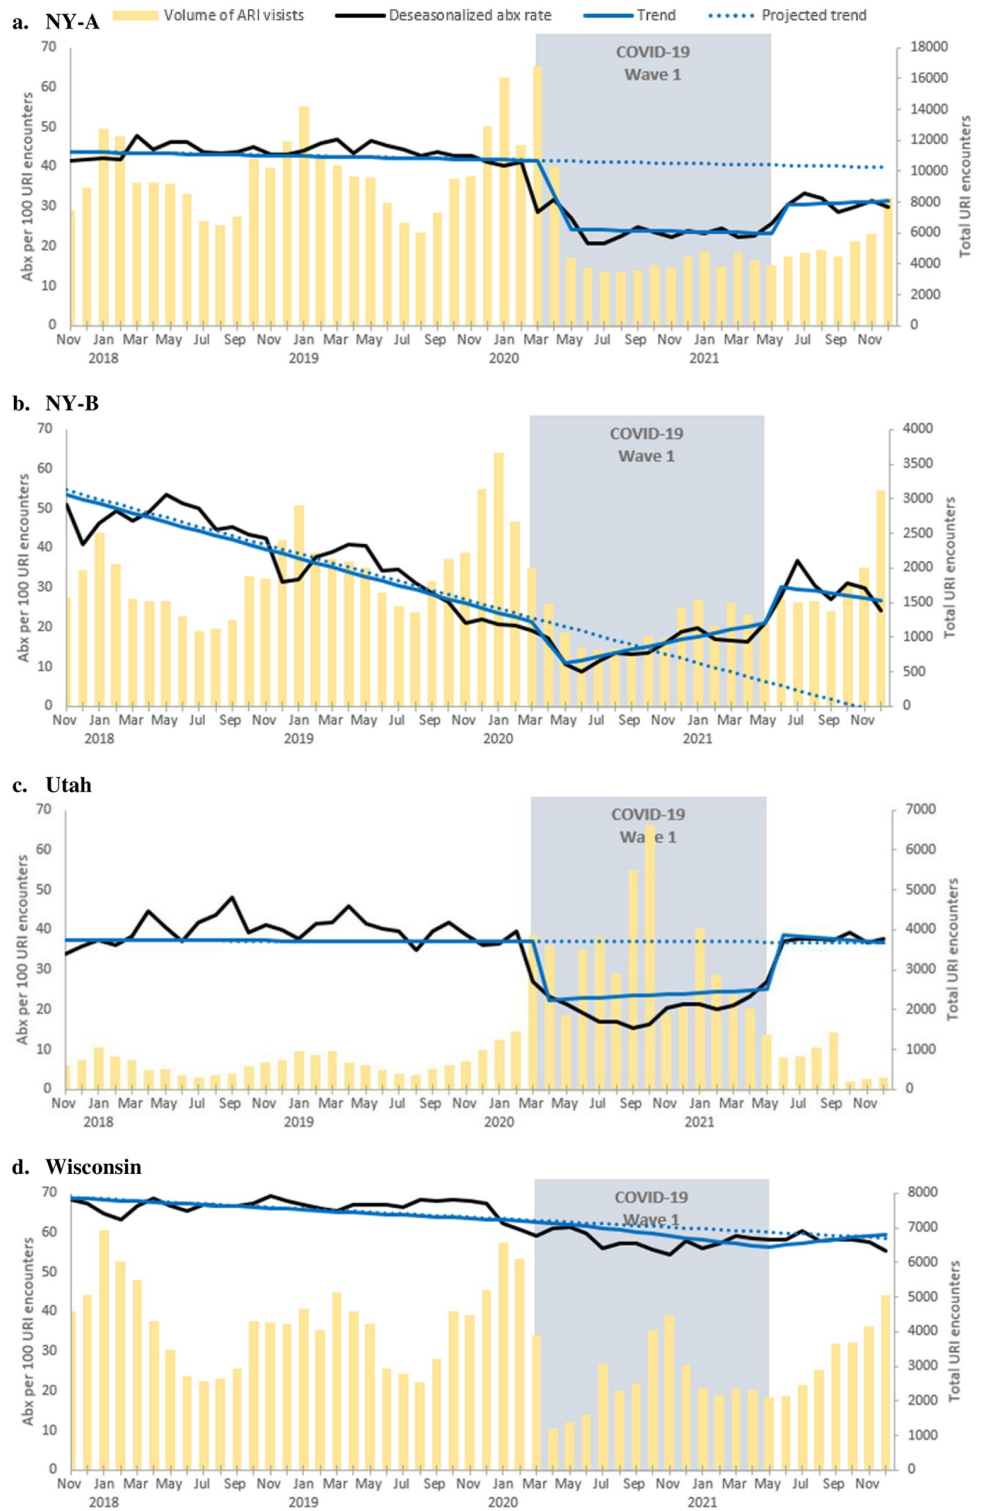 Volume of ARI visists Deseasonalized abx rate Trend Projected trend
a. NY-A
COVID-19
Wave 1
Abx per 100 URI encounters
70
60
50
40
30
20
10
0
18000
16000
14000
12000
10000
8000
6000
4000
2000
0
Total URI encounters
Nov Jan Mar May Jul Sep Nov Jan Mar May Jul Sep Nov Jan Mar May Jul Sep Nov Jan Mar May Jul Sep Nov
2018 2019 2020 2021
b. NY-B
COVID-19
Wave 1
Abx per 100 URI encounters
70
60
50
40
30
20
10
0
4000
3500
3000
2500
2000
1500
1000
500
0
Total URI encounters
Nov Jan Mar May Jul Sep Nov Jan Mar May Jul Sep Nov Jan Mar May Jul Sep Nov Jan Mar May Jul Sep Nov
2018 2019 2020 2021
c. Utah
COVID-19
Wave 1
Abx per 100 URI encounters
70
60
50
40
30
20
10
0
7000
6000
5000
4000
3000
2000
1000
0
Total URI encounters
Nov Jan Mar May Jul Sep Nov Jan Mar May Jul Sep Nov Jan Mar May Jul Sep Nov Jan Mar May Jul Sep Nov
2018 2019 2020 2021
d. Wisconsin
COVID-19
Wave 1
Abx per 100 URI encounters
70
60
50
40
30
20
10
0
8000
7000
6000
5000
4000
3000
2000
1000
0
Total URI encounters
Nov Jan Mar May Jul Sep Nov Jan Mar May Jul Sep Nov Jan Mar May Jul Sep Nov Jan Mar May Jul Sep Nov
2018 2019 2020 2021